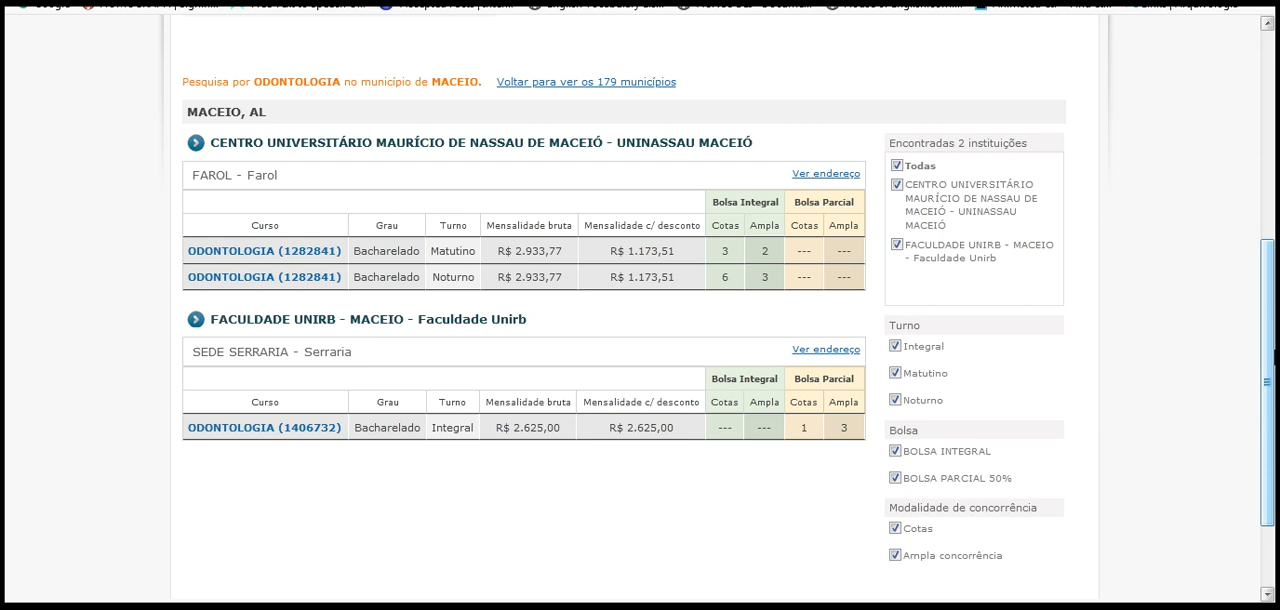 Pesquisa por ODONTOLOGIA no município de MACEIO. Voltar para ver os 179 municípios
MACEIO, AL
CENTRO UNIVERSITÁRIO MAURÍCIO DE NASSAU DE MACEIÓ - UNINASSAU MACEIÓ
FAROL - Farol Ver endereço
Bolsa Integral Bolsa Parcial
Curso Grau Turno Mensalidade bruta Mensalidade c/ desconto Cotas Ampla Cotas Ampla
ODONTOLOGIA (1282841) Bacharelado Matutino R$ 2.933,77 R$ 1.173,51 3 2 --- ---
ODONTOLOGIA (1282841) Bacharelado Noturno R$ 2.933,77 R$ 1.173,51 6 3 --- ---
FACULDADE UNIRB - MACEIO - Faculdade Unirb
SEDE SERRARIA - Serraria Ver endereço
Bolsa Integral Bolsa Parcial
Curso Grau Turno Mensalidade bruta Mensalidade c/ desconto Cotas Ampla Cotas Ampla
ODONTOLOGIA (1406732) Bacharelado Integral R$ 2.625,00 R$ 2.625,00 --- --- 1 3
Encontradas 2 instituições
Todas
CENTRO UNIVERSITÁRIO
MAURÍCIO DE NASSAU DE
MACEIÓ - UNINASSAU
MACEIÓ
FACULDADE UNIRB - MACEIO
- Faculdade Unirb
Turno
Integral
Matutino
Noturno
Bolsa
BOLSA INTEGRAL
BOLSA PARCIAL 50%
Modalidade de concorrência
Cotas
Ampla concorrência